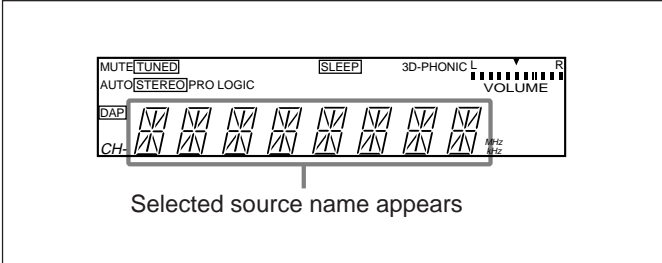 MUTE TUNED SLEEP 3D-PHONIC L R
AUTO STEREO PRO LOGIC VOLUME
DAP
CH- MHz
kHz
Selected source name appears